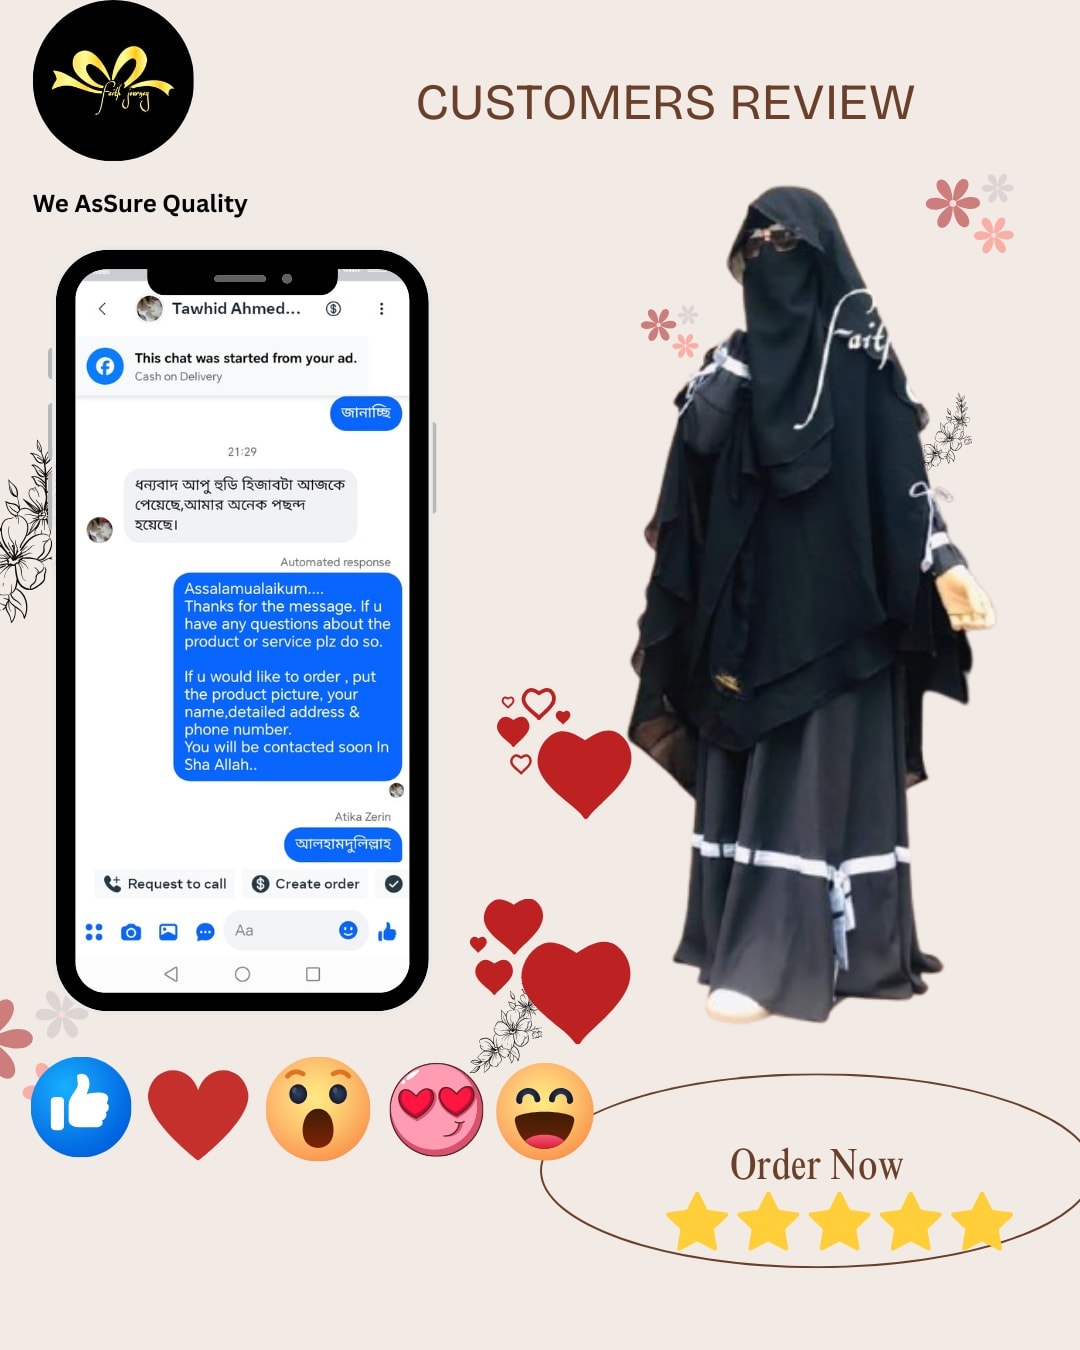 Faith journey
CUSTOMERS REVIEW
We AsSure Quality
Tawhid Ahmed...
This chat was started from your ad.
Cash on Delivery
জানাচ্ছি
21:29
ধন্যবাদ আপু হুডি হিজাবটা আজকে
পেয়েছে,আমার অনেক পছন্দ
হয়েছে।
Automated response
Assalamualaikum....
Thanks for the message. If u
have any questions about the
product or service plz do so.
If u would like to order , put
the product picture, your
name,detailed address &
phone number.
You will be contacted soon In
Sha Allah..
Atika Zerin
আলহামদুলিল্লাহ
Request to call
Create order
Aa
Faith
Order Now